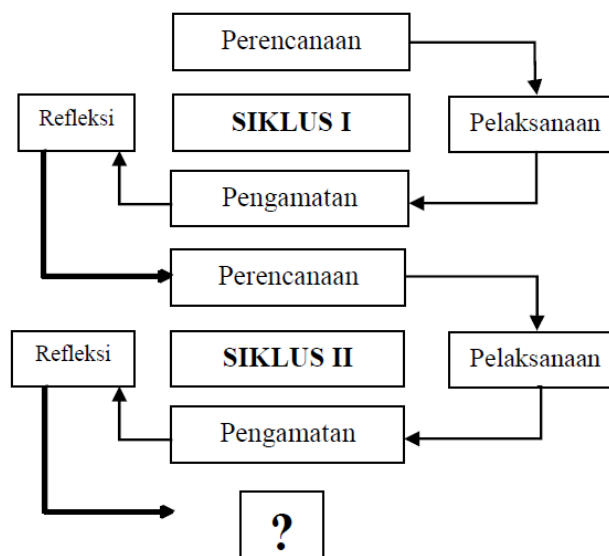 Perencanaan
Refleksi
SIKLUS I
Pelaksanaan
Pengamatan
Perencanaan
Refleksi
SIKLUS II
Pelaksanaan
Pengamatan
?